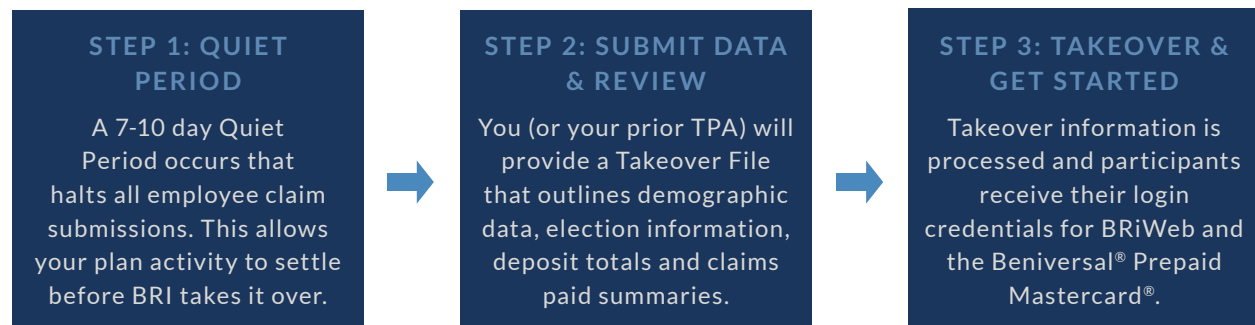 STEP 1: QUIET
PERIOD
A 7-10 day Quiet
Period occurs that
halts all employee claim
submissions. This allows
your plan activity to settle
before BRI takes it over.
STEP 2: SUBMIT DATA
& REVIEW
You (or your prior TPA) will
provide a Takeover File
that outlines demographic
data, election information,
deposit totals and claims
paid summaries.
STEP 3: TAKEOVER &
GET STARTED
Takeover information is
processed and participants
receive their login
credentials for BRiWeb and
the Beniversal® Prepaid
Mastercard®.